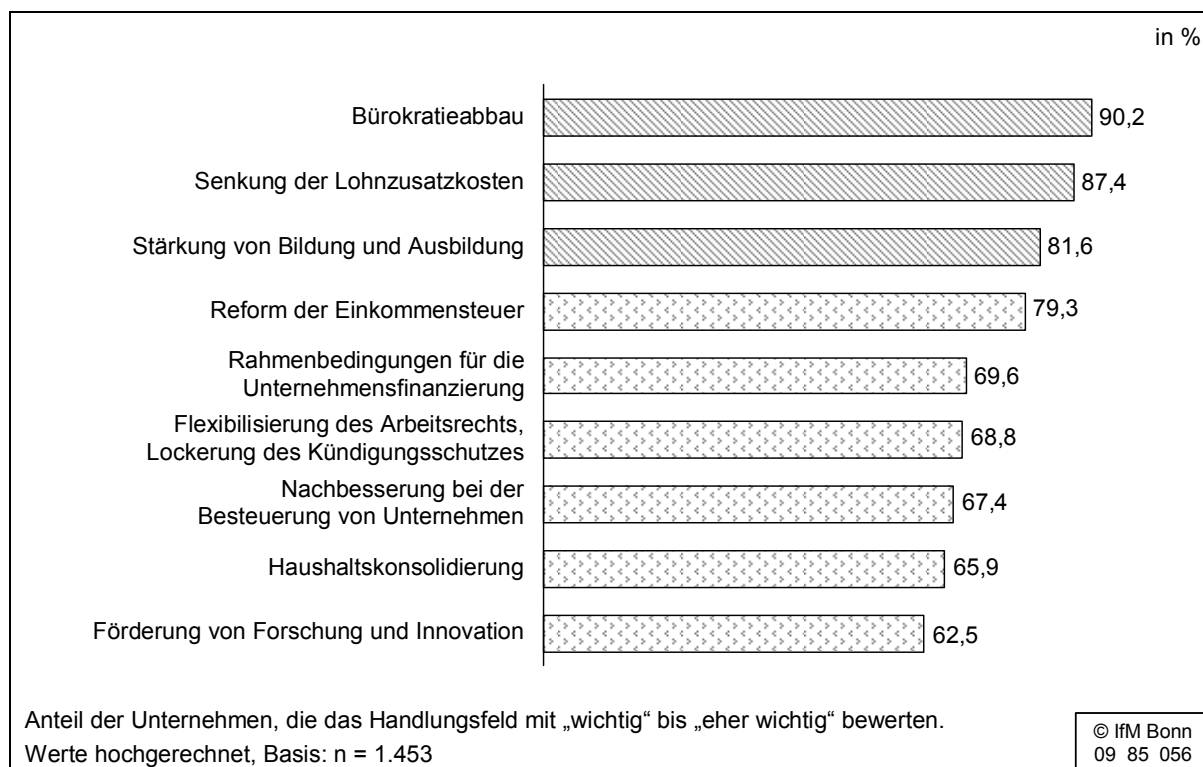 in %
Bürokratieabbau
90,2
Senkung der Lohnzusatzkosten
87,4
Stärkung von Bildung und Ausbildung
81,6
Reform der Einkommensteuer
79,3
Rahmenbedingungen für die
Unternehmensfinanzierung
69,6
Flexibilisierung des Arbeitsrechts,
Lockerung des Kündigungsschutzes
68,8
Nachbesserung bei der
Besteuerung von Unternehmen
67,4
Haushaltskonsolidierung
65,9
Förderung von Forschung und Innovation
62,5
Anteil der Unternehmen, die das Handlungsfeld mit „wichtig“ bis „eher wichtig“ bewerten.
Werte hochgerechnet, Basis: n = 1.453
© IfM Bonn
09 85 056